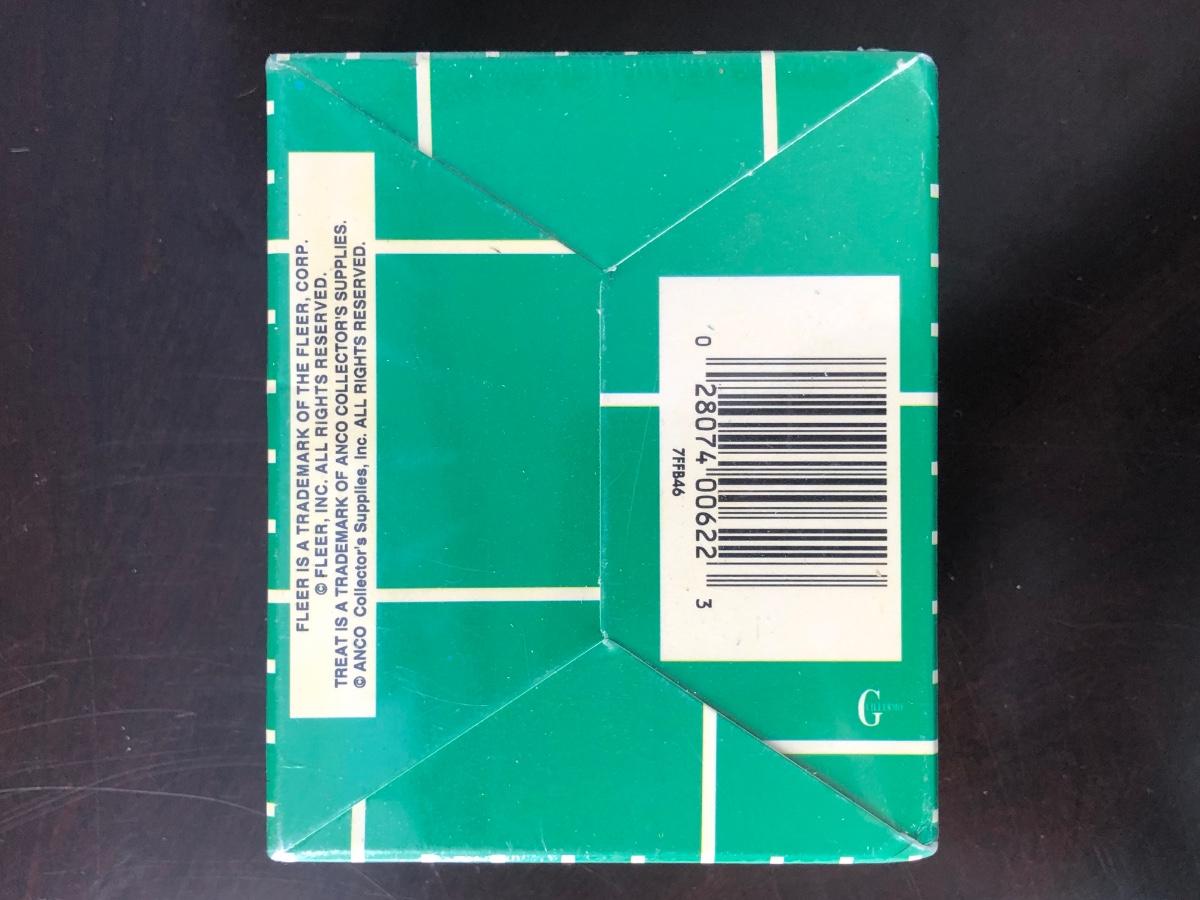 FLEER IS A TRADEMARK OF THE FLEER, CORP.
© FLEER, INC. ALL RIGHTS RESERVED.
TREAT IS A TRADEMARK OF ANCO COLLECTOR'S SUPPLIES.
© ANCO Collector's Supplies, Inc. ALL RIGHTS RESERVED.
0 28074 00622 3
7FFB46
G